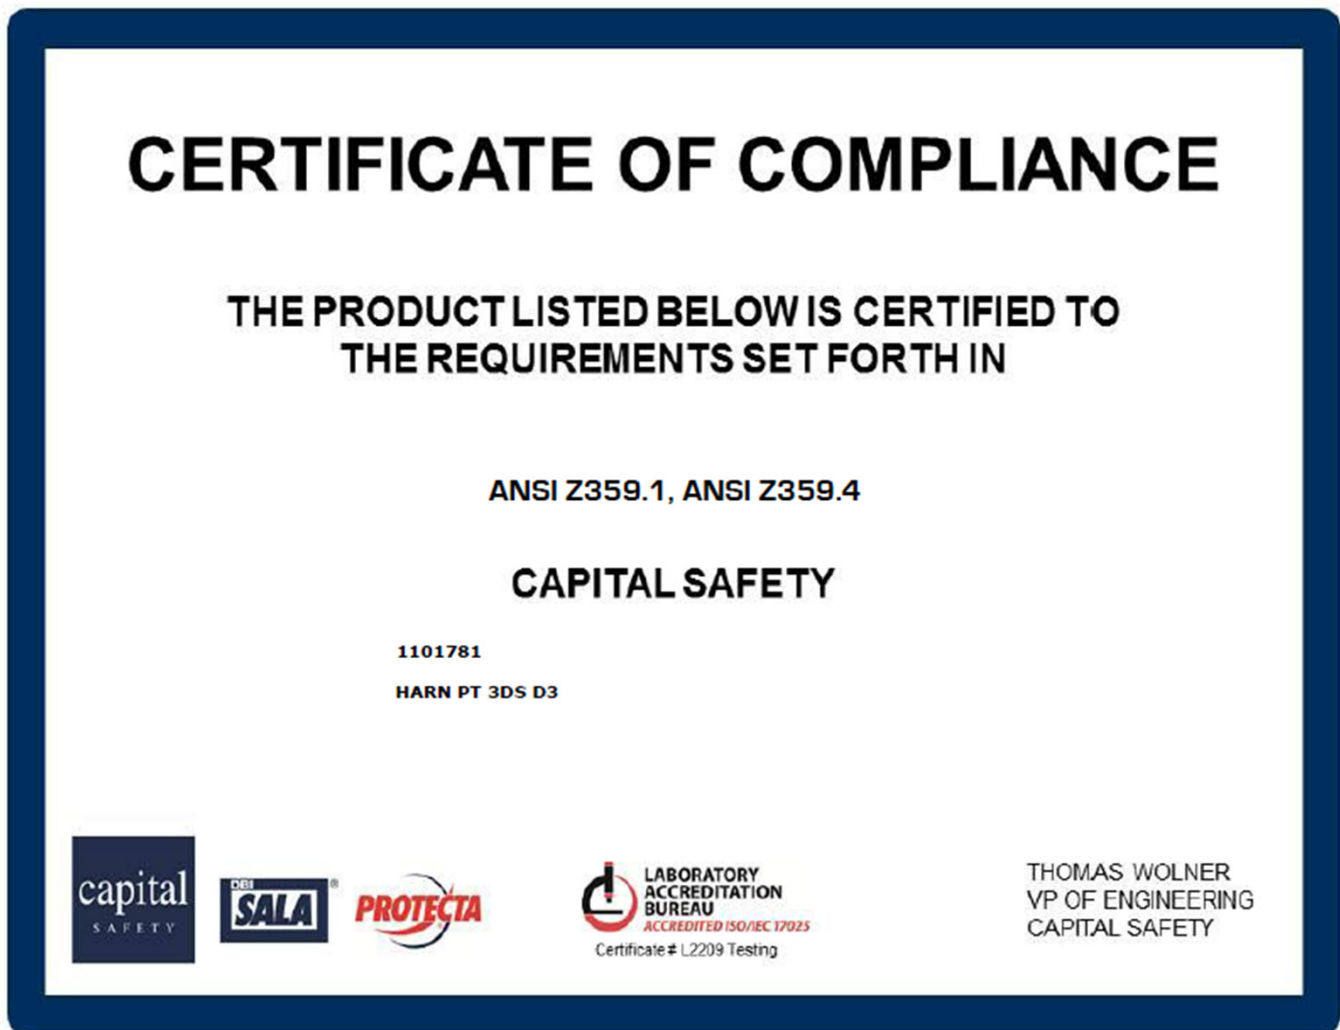 CERTIFICATE OF COMPLIANCE
THE PRODUCT LISTED BELOW IS CERTIFIED TO
THE REQUIREMENTS SET FORTH IN
ANSI Z359.1, ANSI Z359.4
CAPITAL SAFETY
1101781
HARN PT 3DS D3
capital
SAFETY
DBI
SALA®
PROTECTA®
LABORATORY
ACCREDITATION
BUREAU
ACCREDITED ISO/IEC 17025
Certificate # L2209 Testing
THOMAS WOLNER
VP OF ENGINEERING
CAPITAL SAFETY